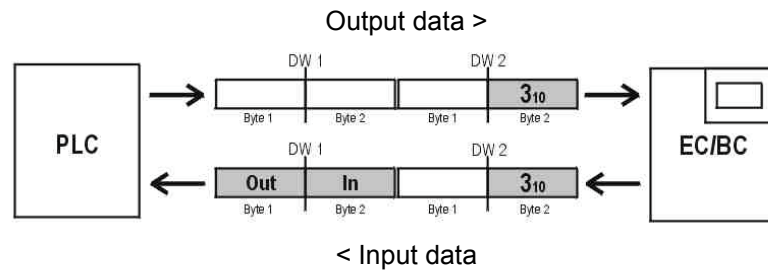 Output data >
DW 1 DW 2
3₁₀
Byte 1 Byte 2 Byte 1 Byte 2
PLC EC/BC
DW 1 DW 2
Out In 3₁₀
Byte 1 Byte 2 Byte 1 Byte 2
< Input data